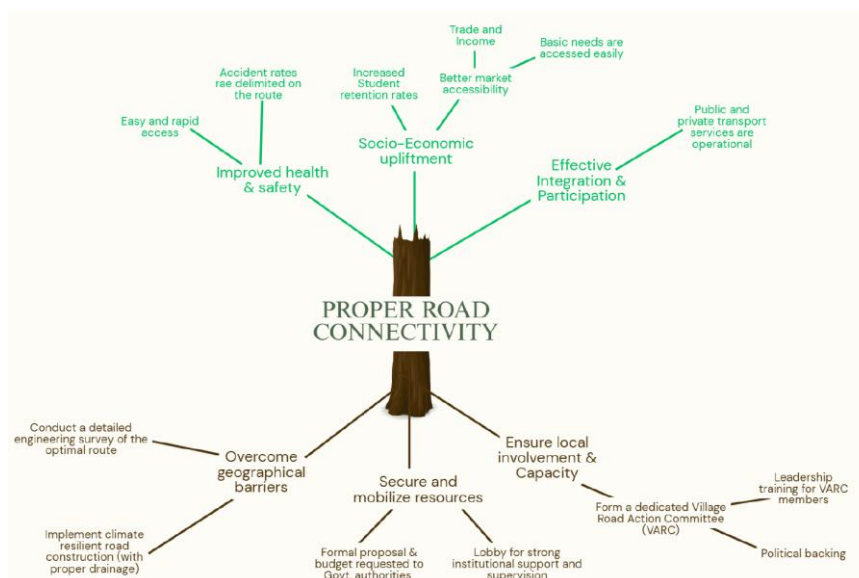 Trade and
Income
Basic needs are
accessed easily
Accident rates
rae delimited on
the route
Increased
Student
retention rates
Better market
accessibility
Easy and rapid
access
Public and
private transport
services are
operational
Socio-Economic
upliftment
Improved health
& safety
Effective
Integration &
Participation
PROPER ROAD
CONNECTIVITY
Conduct a detailed
engineering survey of the
optimal route
Overcome
geographical
barriers
Ensure local
involvement &
Capacity
Secure and
mobilize resources
Leadership
training for VARC
members
Form a dedicated Village
Road Action Committee
(VARC)
Implement climate
resilient road
construction (with
proper drainage)
Formal proposal &
budget requested to
Govt. authorities
Lobby for strong
institutional support and
supervision
Political backing